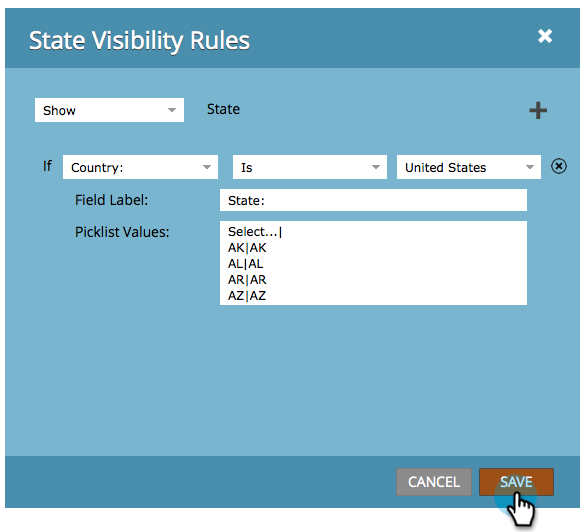 State Visibility Rules
Show State
If Country: Is United States
Field Label: State:
Picklist Values: Select...|
AK|AK
AL|AL
AR|AR
AZ|AZ
CANCEL SAVE